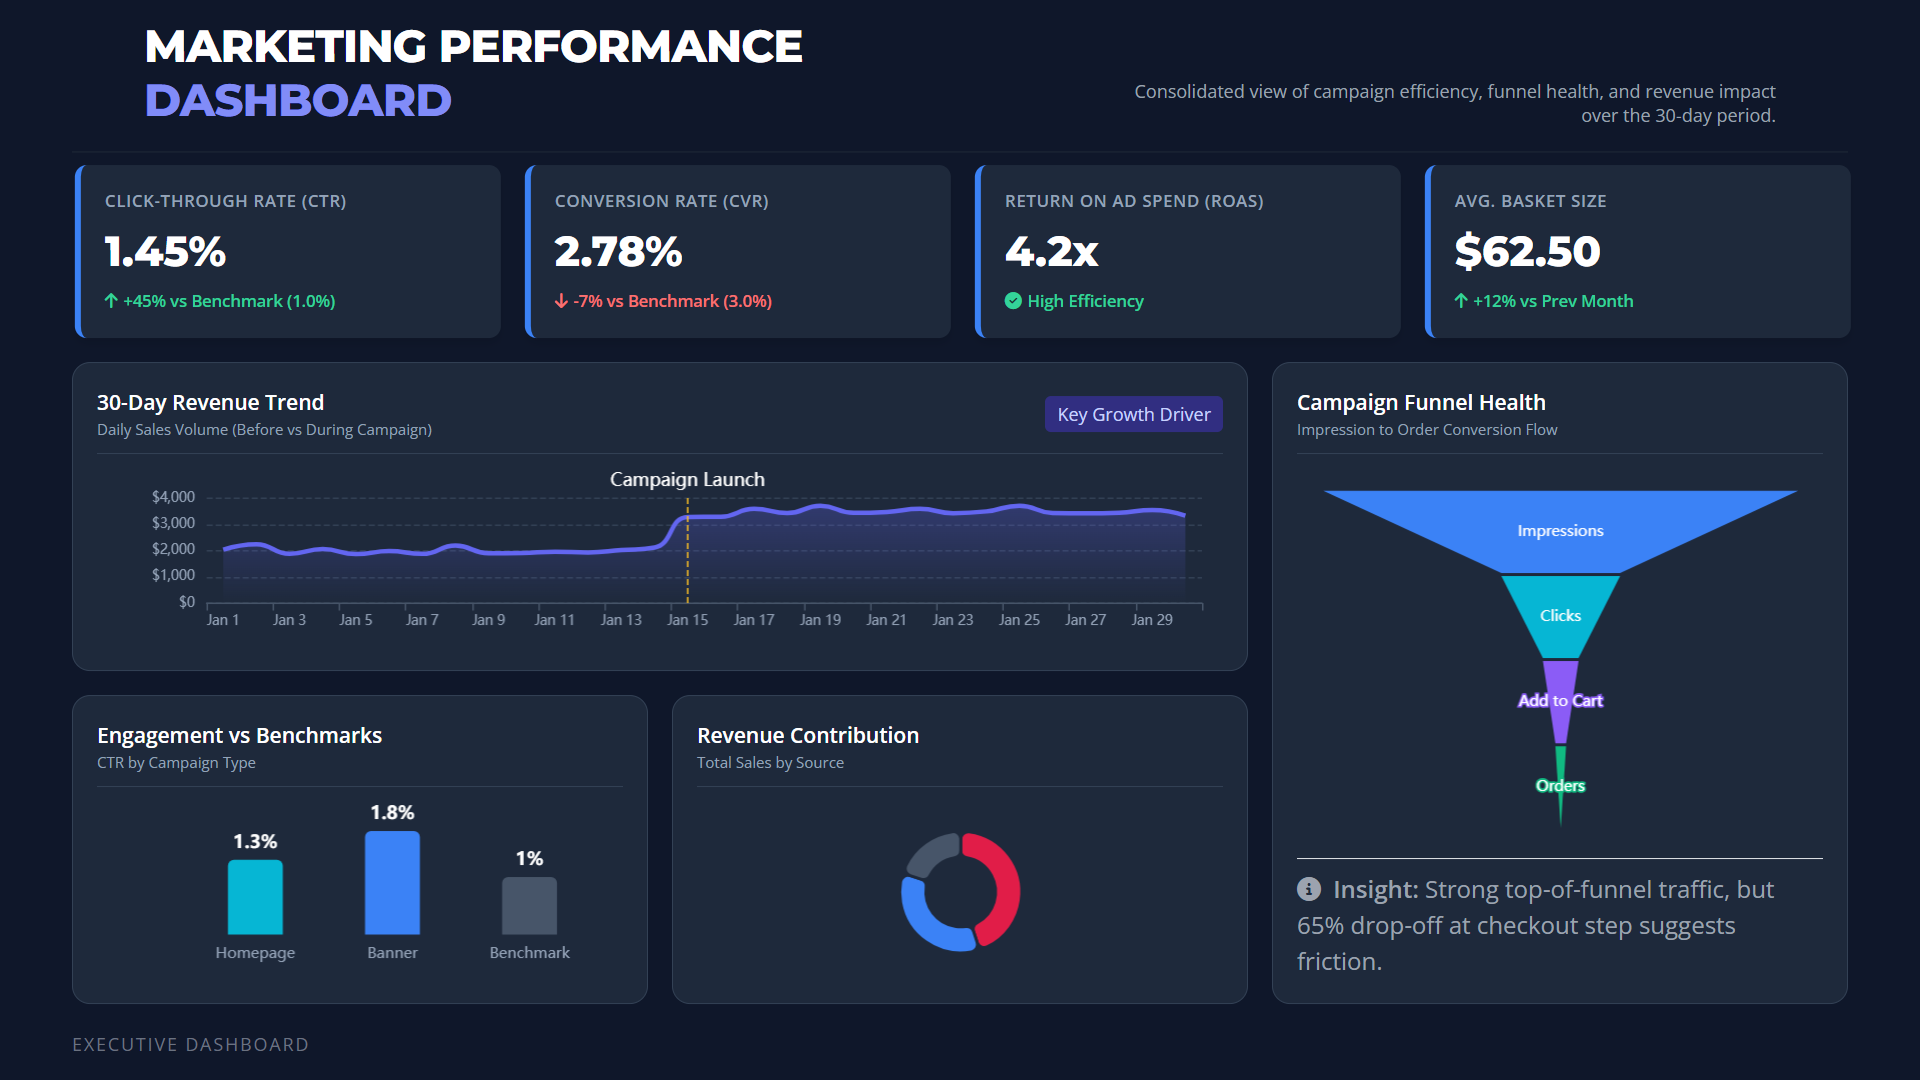 MARKETING PERFORMANCE
DASHBOARD
Consolidated view of campaign efficiency, funnel health, and revenue impact
over the 30-day period.
CLICK-THROUGH RATE (CTR)
1.45%
+45% vs Benchmark (1.0%)
CONVERSION RATE (CVR)
2.78%
-7% vs Benchmark (3.0%)
RETURN ON AD SPEND (ROAS)
4.2x
High Efficiency
AVG. BASKET SIZE
$62.50
+12% vs Prev Month
30-Day Revenue Trend
Daily Sales Volume (Before vs During Campaign)
Key Growth Driver
Campaign Launch
$4,000
$3,000
$2,000
$1,000
$0
Jan 1 Jan 3 Jan 5 Jan 7 Jan 9 Jan 11 Jan 13 Jan 15 Jan 17 Jan 19 Jan 21 Jan 23 Jan 25 Jan 27 Jan 29
Campaign Funnel Health
Impression to Order Conversion Flow
Impressions
Clicks
Add to Cart
Orders
Insight: Strong top-of-funnel traffic, but
65% drop-off at checkout step suggests
friction.
Engagement vs Benchmarks
CTR by Campaign Type
1.3%
1.8%
1%
Homepage
Banner
Benchmark
Revenue Contribution
Total Sales by Source
EXECUTIVE DASHBOARD